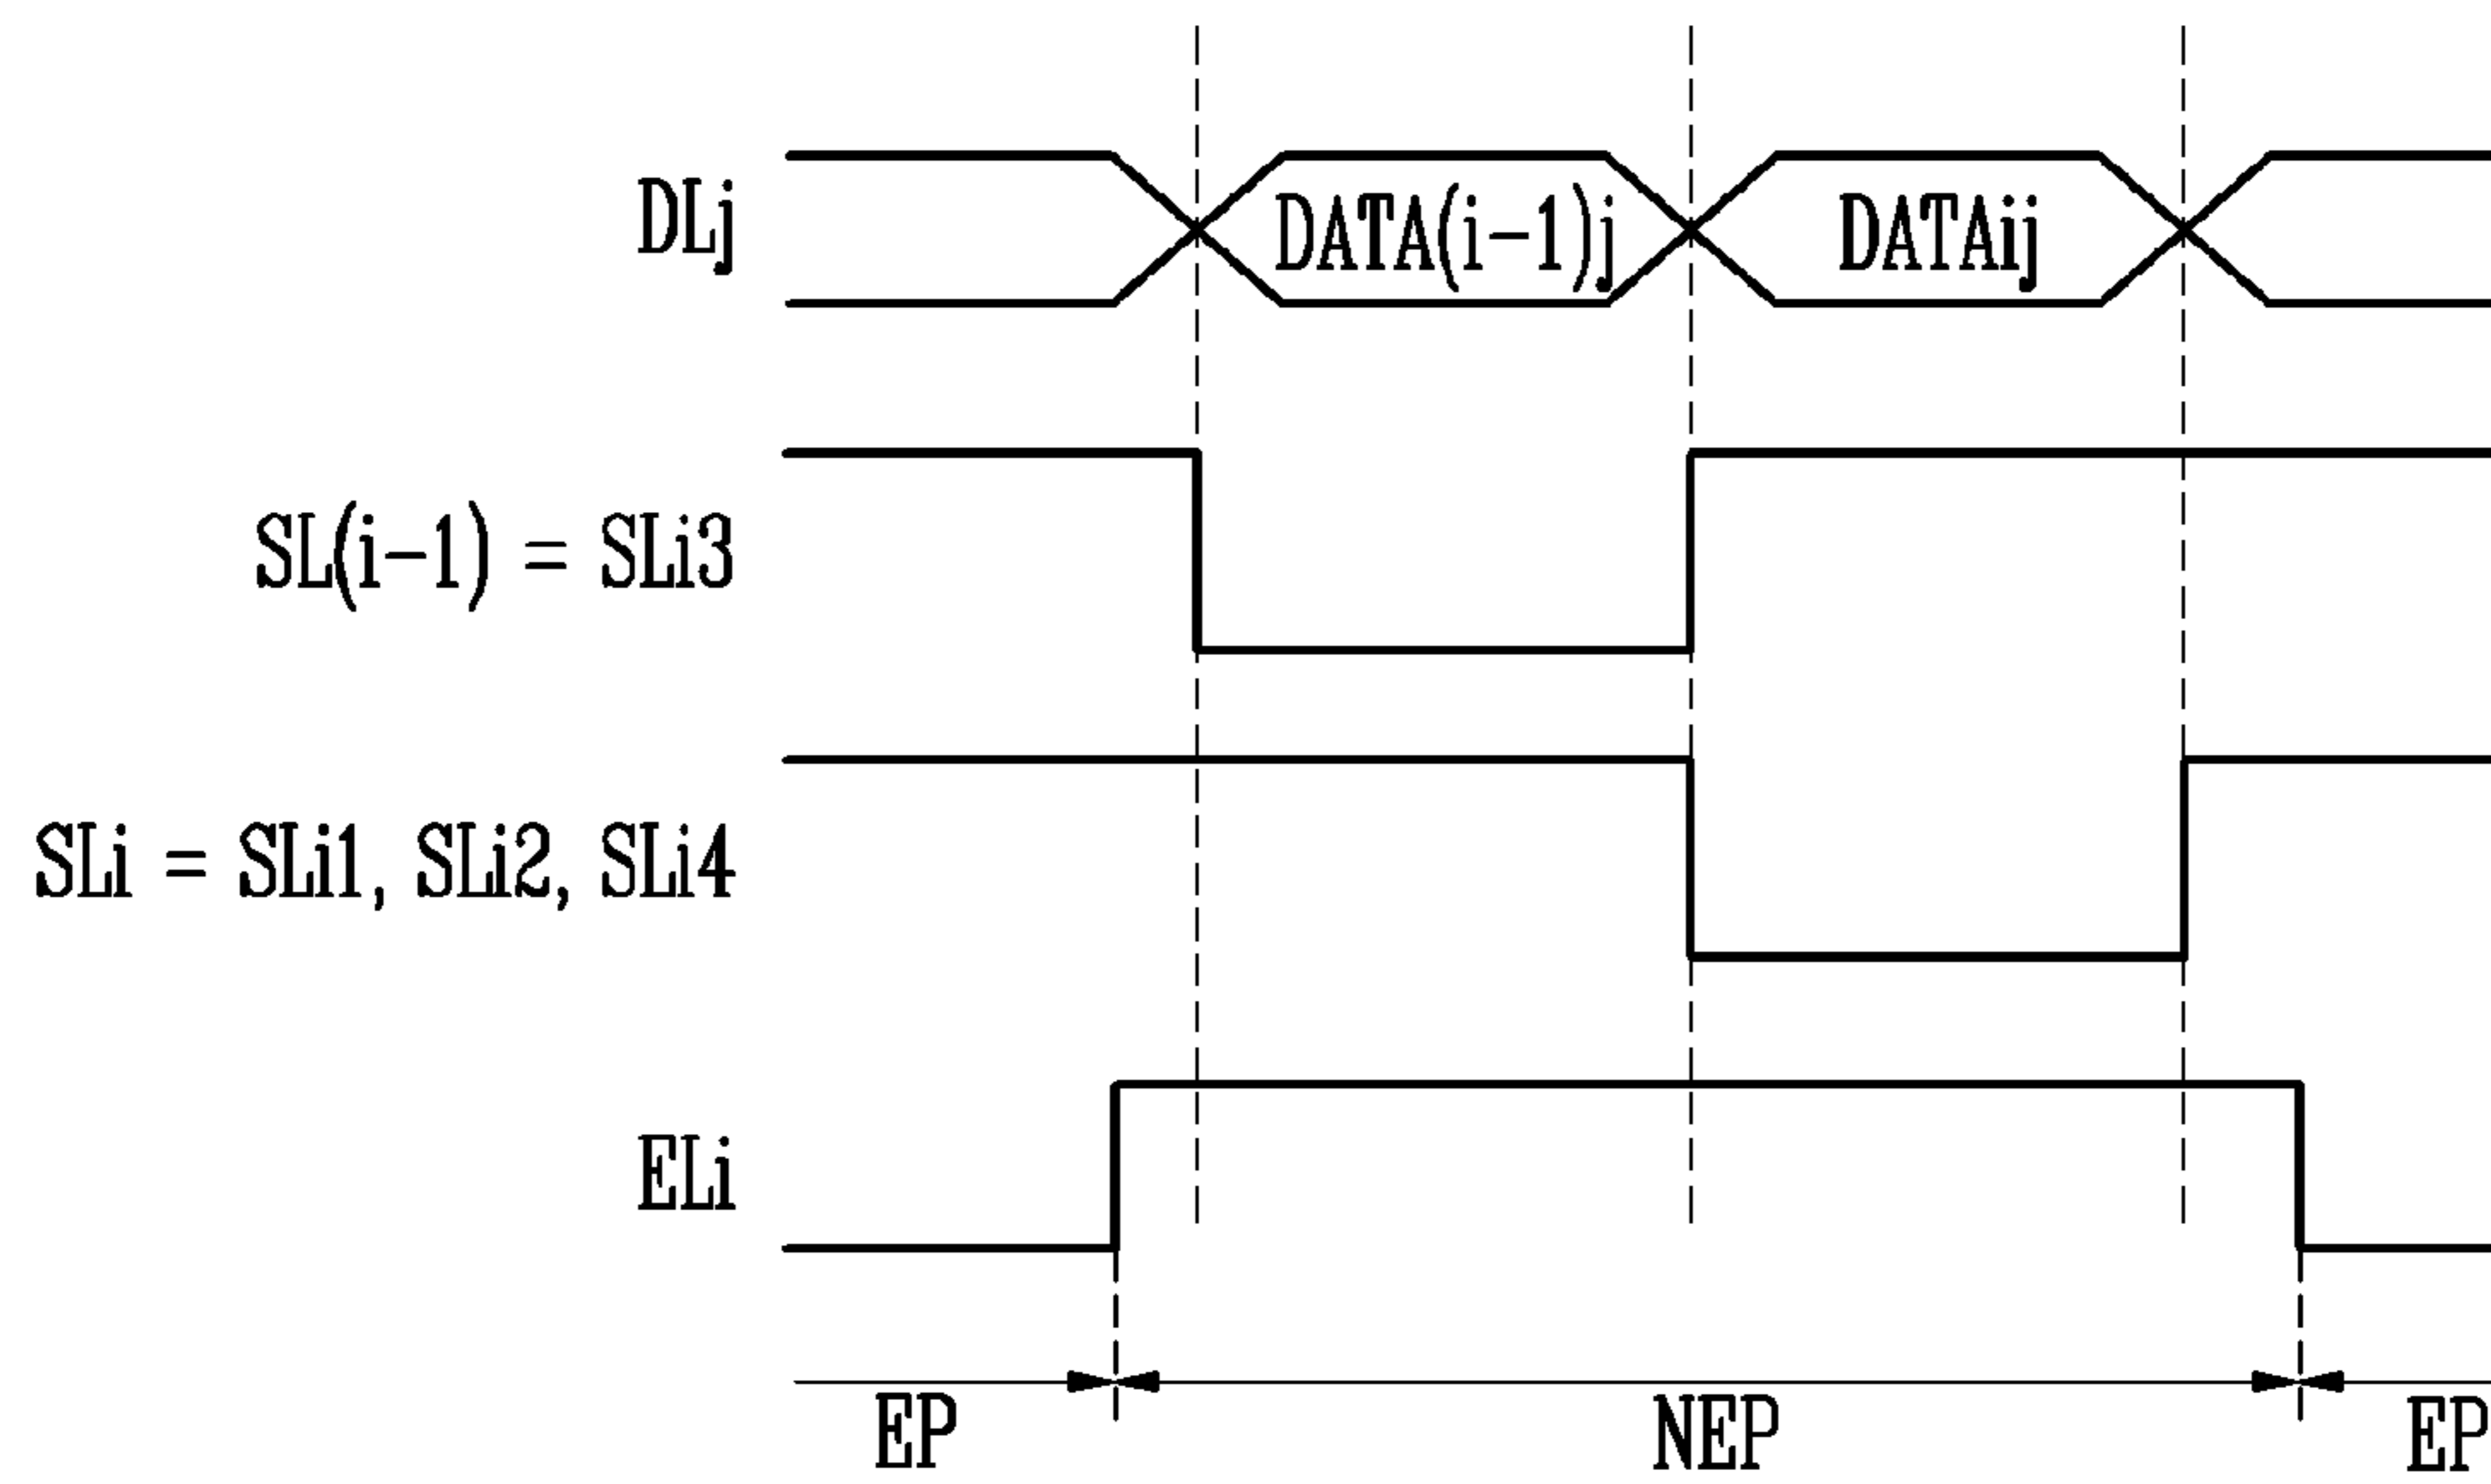 DLj DATA(i-1)j DATAij
SL(i-1) = SLi3
SLi = SLi1, SLi2, SLi4
ELi
EP NEP EP